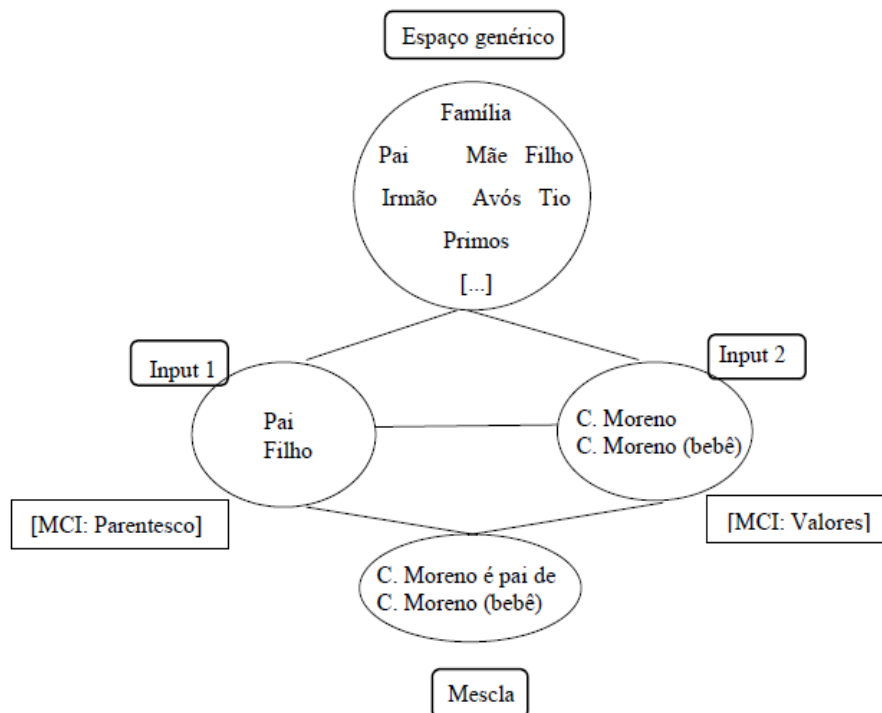 Espaço genérico
Família
Pai Mãe Filho
Irmão Avós Tio
Primos
[...]
Input 1
Input 2
Pai
Filho
C. Moreno
C. Moreno (bebê)
[MCI: Parentesco]
[MCI: Valores]
C. Moreno é pai de
C. Moreno (bebê)
Mescla